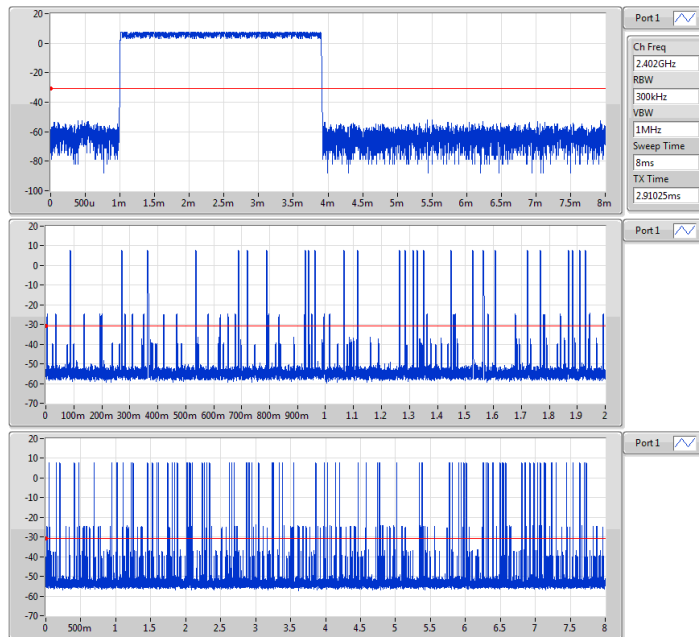 20
0
-20
-40
-60
-80
-100
0 500u 1m 1.5m 2m 2.5m 3m 3.5m 4m 4.5m 5m 5.5m 6m 6.5m 7m 7.5m 8m
Port 1
Ch Freq
2.402GHz
RBW
300kHz
VBW
1MHz
Sweep Time
8ms
TX Time
2.91025ms
20
10
0
-10
-20
-30
-40
-50
-60
-70
0 100m 200m 300m 400m 500m 600m 700m 800m 900m 1 1.1 1.2 1.3 1.4 1.5 1.6 1.7 1.8 1.9 2
Port 1
20
10
0
-10
-20
-30
-40
-50
-60
-70
0 500m 1 1.5 2 2.5 3 3.5 4 4.5 5 5.5 6 6.5 7 7.5 8
Port 1